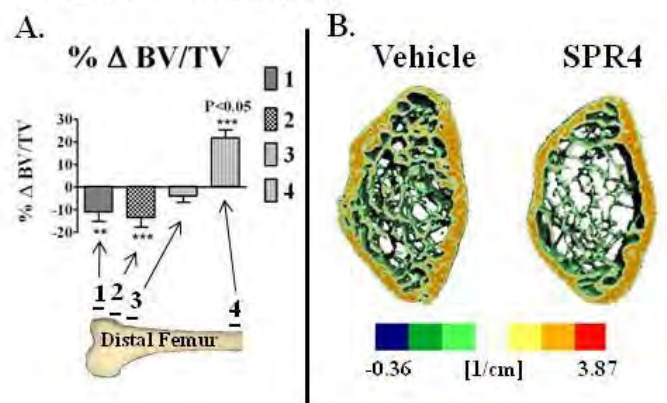 A.
% Δ BV/TV
1
2
3
4
P<0.05
***
% Δ BV/TV
30
20
10
0
-10
-20
**
***
1
2
3
4
Distal Femur
B.
Vehicle
SPR4
-0.36
[1/cm]
3.87